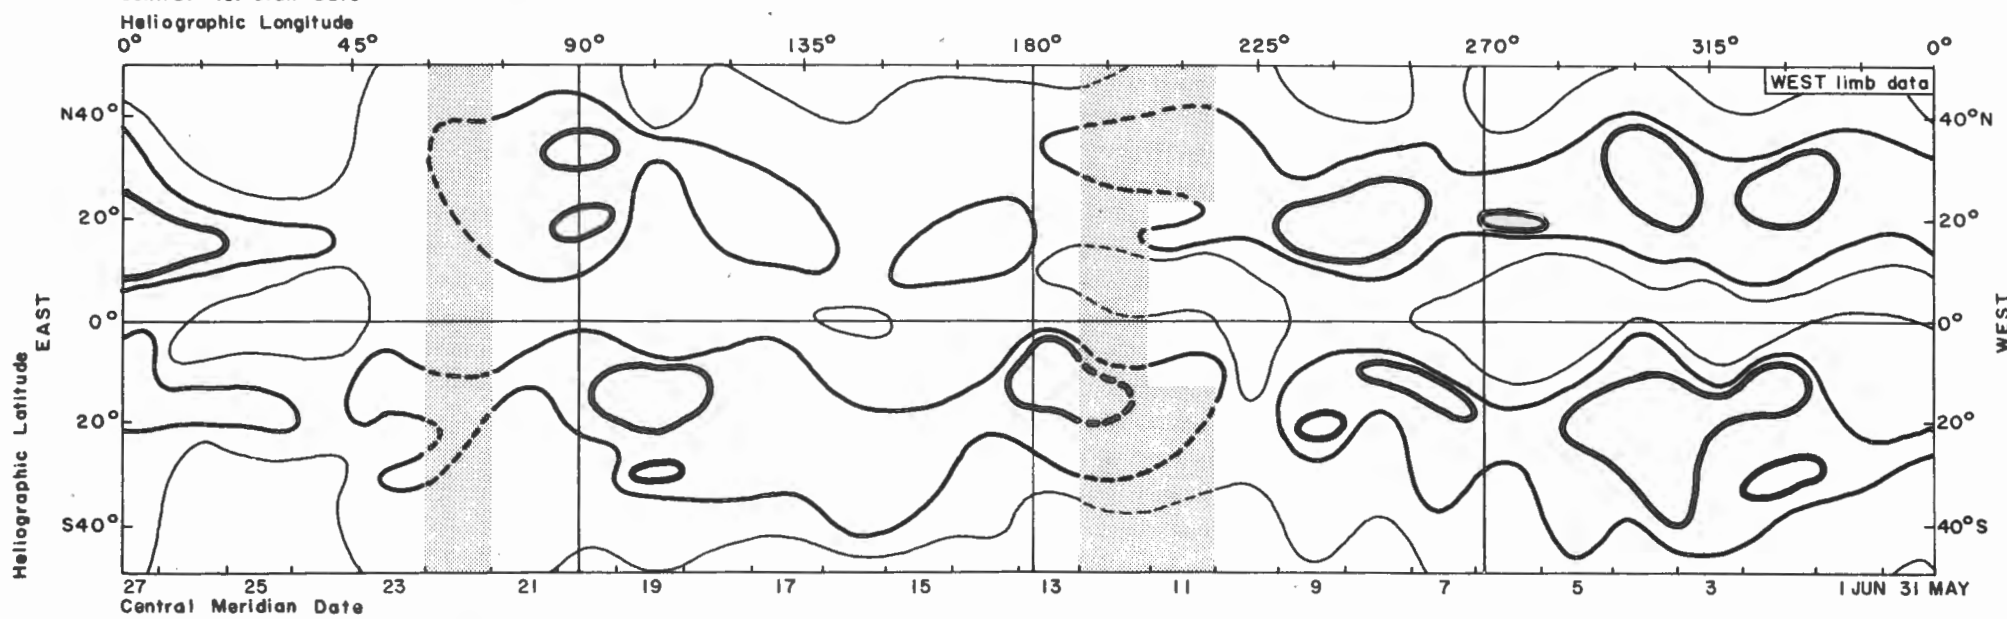 Heliographic Longitude
0° 45° 90° 135° 180° 225° 270° 315° 0°
WEST limb data
N40° 40°N
20° 20°
0° 0°
20° 20°
S40° 40°S
EAST
WEST
Heliographic Latitude
27 25 23 21 19 17 15 13 11 9 7 5 3 1 JUN 31 MAY
Central Meridian Date